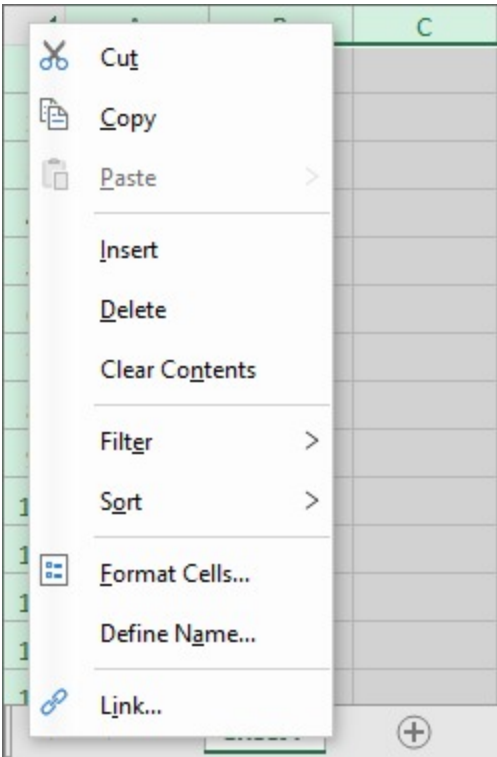 C
Cut
Copy
Paste
Insert
Delete
Clear Contents
Filter
Sort
Format Cells...
Define Name...
Link...